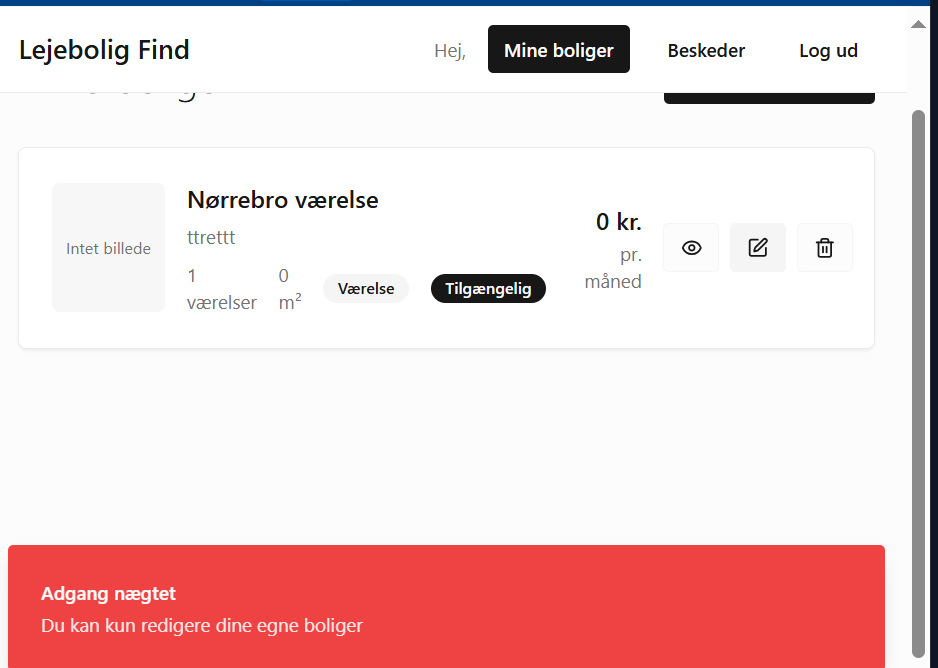 Lejebolig Find
Hej,
Mine boliger
Beskeder
Log ud
Intet billede
Nørrebro værelse
ttrettt
1
værelser
0
m²
Værelse
Tilgængelig
0 kr.
pr.
måned
Adgang nægtet
Du kan kun redigere dine egne boliger